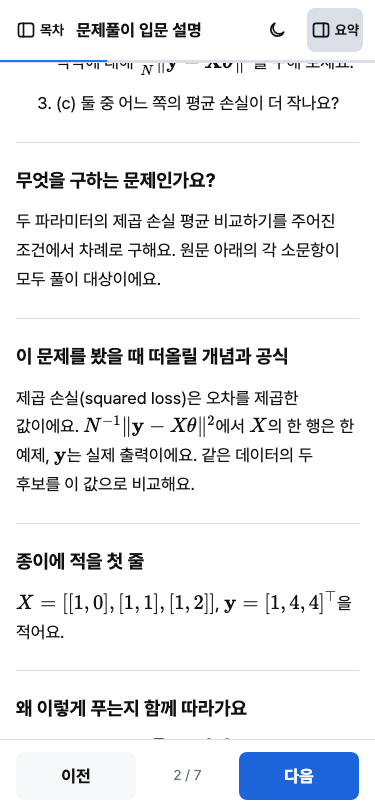 목차 문제풀이 입문 설명 요약
3. (c) 둘 중 어느 쪽의 평균 손실이 더 작나요?
무엇을 구하는 문제인가요?
두 파라미터의 제곱 손실 평균 비교하기를 주어진
조건에서 차례로 구해요. 원문 아래의 각 소문항이
모두 풀이 대상이에요.
이 문제를 봤을 때 떠올릴 개념과 공식
제곱 손실(squared loss)은 오차를 제곱한
값이에요. N⁻¹‖y − Xθ‖²에서 X의 한 행은 한
예제, y는 실제 출력이에요. 같은 데이터의 두
후보를 이 값으로 비교해요.
종이에 적을 첫 줄
X = [[1, 0], [1, 1], [1, 2]], y = [1, 4, 4]⊤을
적어요.
왜 이렇게 푸는지 함께 따라가요
이전 2 / 7 다음